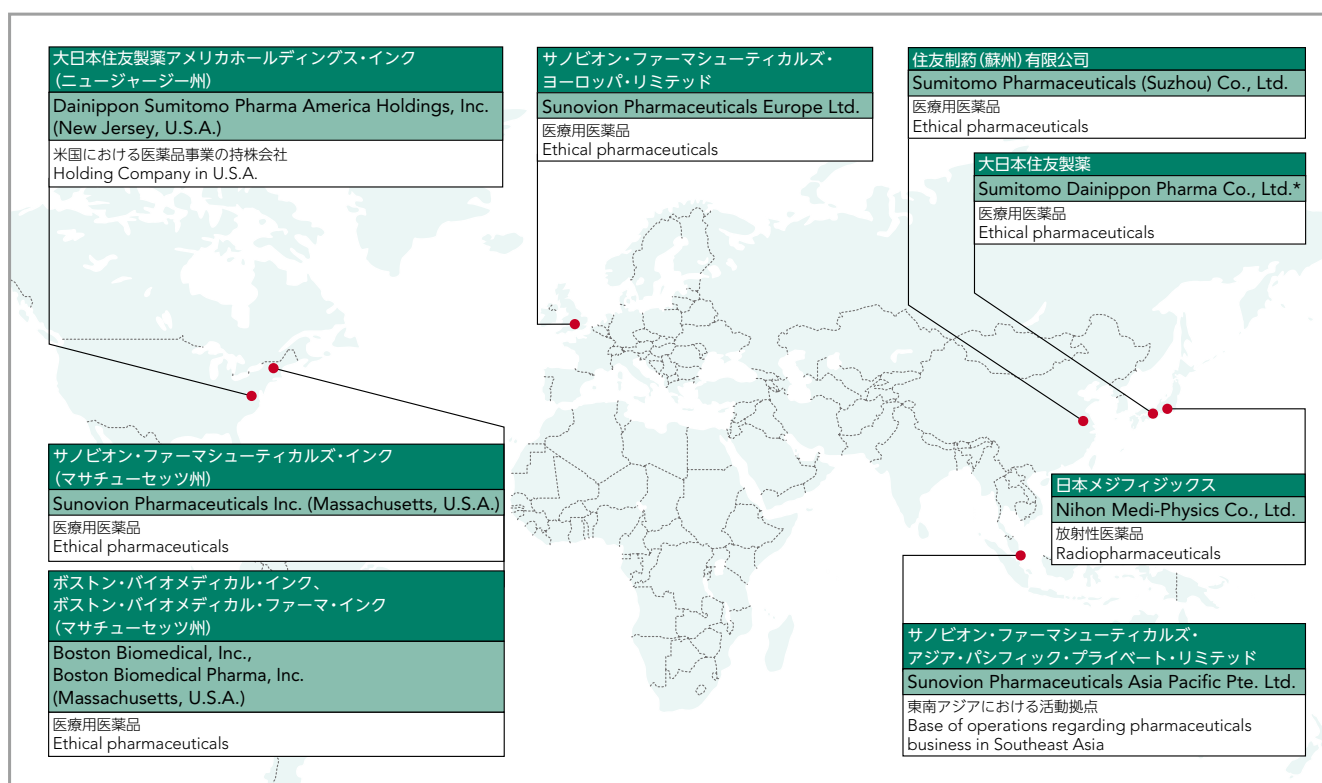 大日本住友製薬アメリカホールディングス・インク
(ニュージャージー州)
Dainippon Sumitomo Pharma America Holdings, Inc.
(New Jersey, U.S.A.)
米国における医薬品事業の持株会社
Holding Company in U.S.A.
サノビオン・ファーマシューティカルズ・
ヨーロッパ・リミテッド
Sunovion Pharmaceuticals Europe Ltd.
医療用医薬品
Ethical pharmaceuticals
住友制葯(蘇州)有限公司
Sumitomo Pharmaceuticals (Suzhou) Co., Ltd.
医療用医薬品
Ethical pharmaceuticals
大日本住友製薬
Sumitomo Dainippon Pharma Co., Ltd.*
医療用医薬品
Ethical pharmaceuticals
サノビオン・ファーマシューティカルズ・インク
(マサチューセッツ州)
Sunovion Pharmaceuticals Inc. (Massachusetts, U.S.A.)
医療用医薬品
Ethical pharmaceuticals
ボストン・バイオメディカル・インク、
ボストン・バイオメディカル・ファーマ・インク
(マサチューセッツ州)
Boston Biomedical, Inc.,
Boston Biomedical Pharma, Inc.
(Massachusetts, U.S.A.)
医療用医薬品
Ethical pharmaceuticals
日本メジフィジックス
Nihon Medi-Physics Co., Ltd.
放射性医薬品
Radiopharmaceuticals
サノビオン・ファーマシューティカルズ・
アジア・パシフィック・プライベート・リミテッド
Sunovion Pharmaceuticals Asia Pacific Pte. Ltd.
東南アジアにおける活動拠点
Base of operations regarding pharmaceuticals
business in Southeast Asia